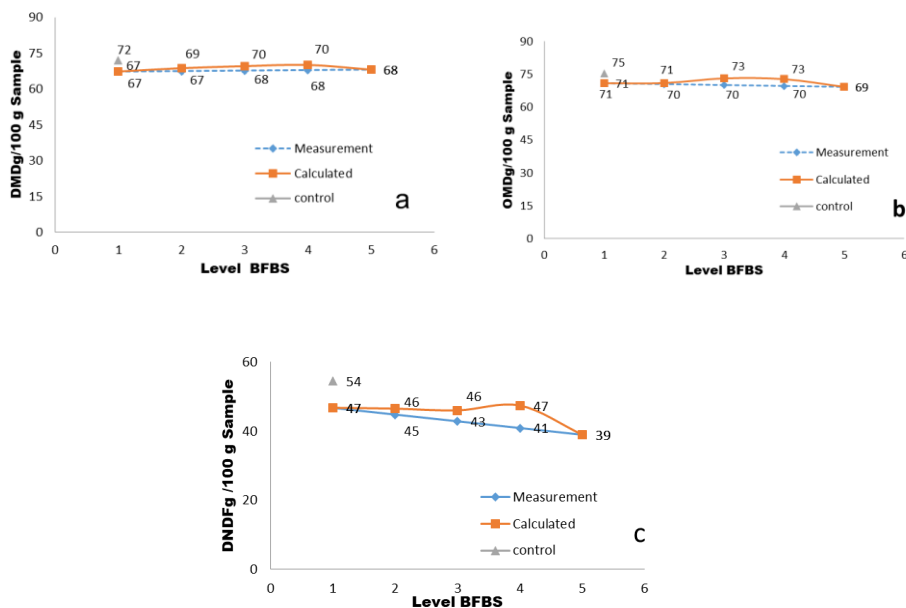 90
75
60
45
30
15
0
DMDg/100 g Sample
72
67 69 70 70
67 67 68 68 68
Measurement
Calculated
control
a
0 1 2 3 4 5 6
Level BFBS
90
75
60
45
30
15
0
OMDg/100 g Sample
75 71 73 73
71 71 70 70 70 69
Measurement
Calculated
control
b
0 1 2 3 4 5 6
Level BFBS
60
40
20
0
DNDFg /100 g Sample
54
47 46 46 47
47 45 43 41 39
Measurement
Calculated
control
c
0 1 2 3 4 5 6
Level BFBS